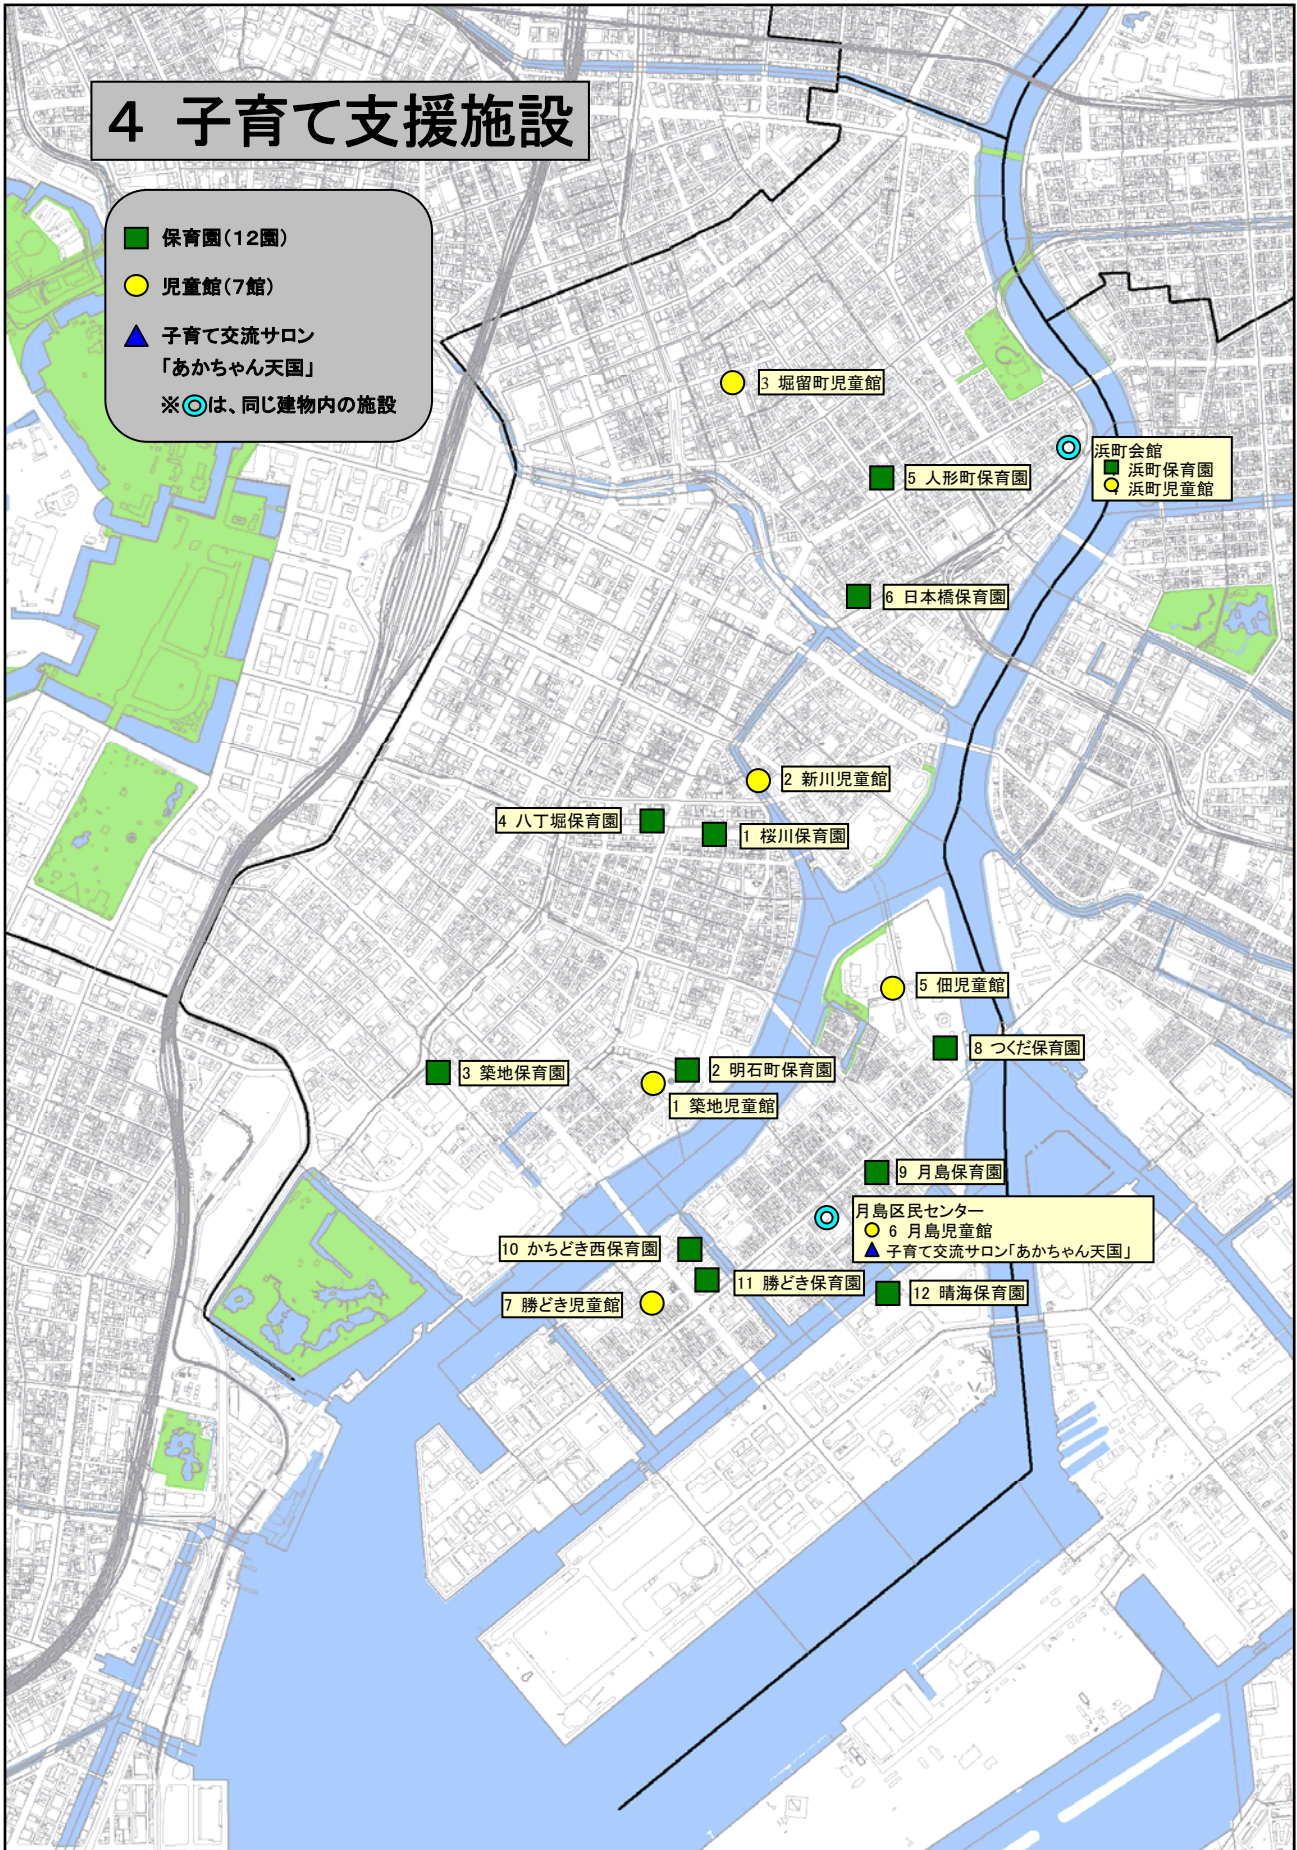 4 子育て支援施設
保育園(12園)
児童館(7館)
子育て交流サロン
「あかちゃん天国」
※◎は、同じ建物内の施設
3 堀留町児童館
浜町会館
浜町保育園
浜町児童館
5 人形町保育園
6 日本橋保育園
2 新川児童館
4 八丁堀保育園
1 桜川保育園
5 佃児童館
8 つくだ保育園
3 築地保育園
2 明石町保育園
1 築地児童館
9 月島保育園
月島区民センター
6 月島児童館
子育て交流サロン「あかちゃん天国」
10 かちどき西保育園
11 勝どき保育園
12 晴海保育園
7 勝どき児童館